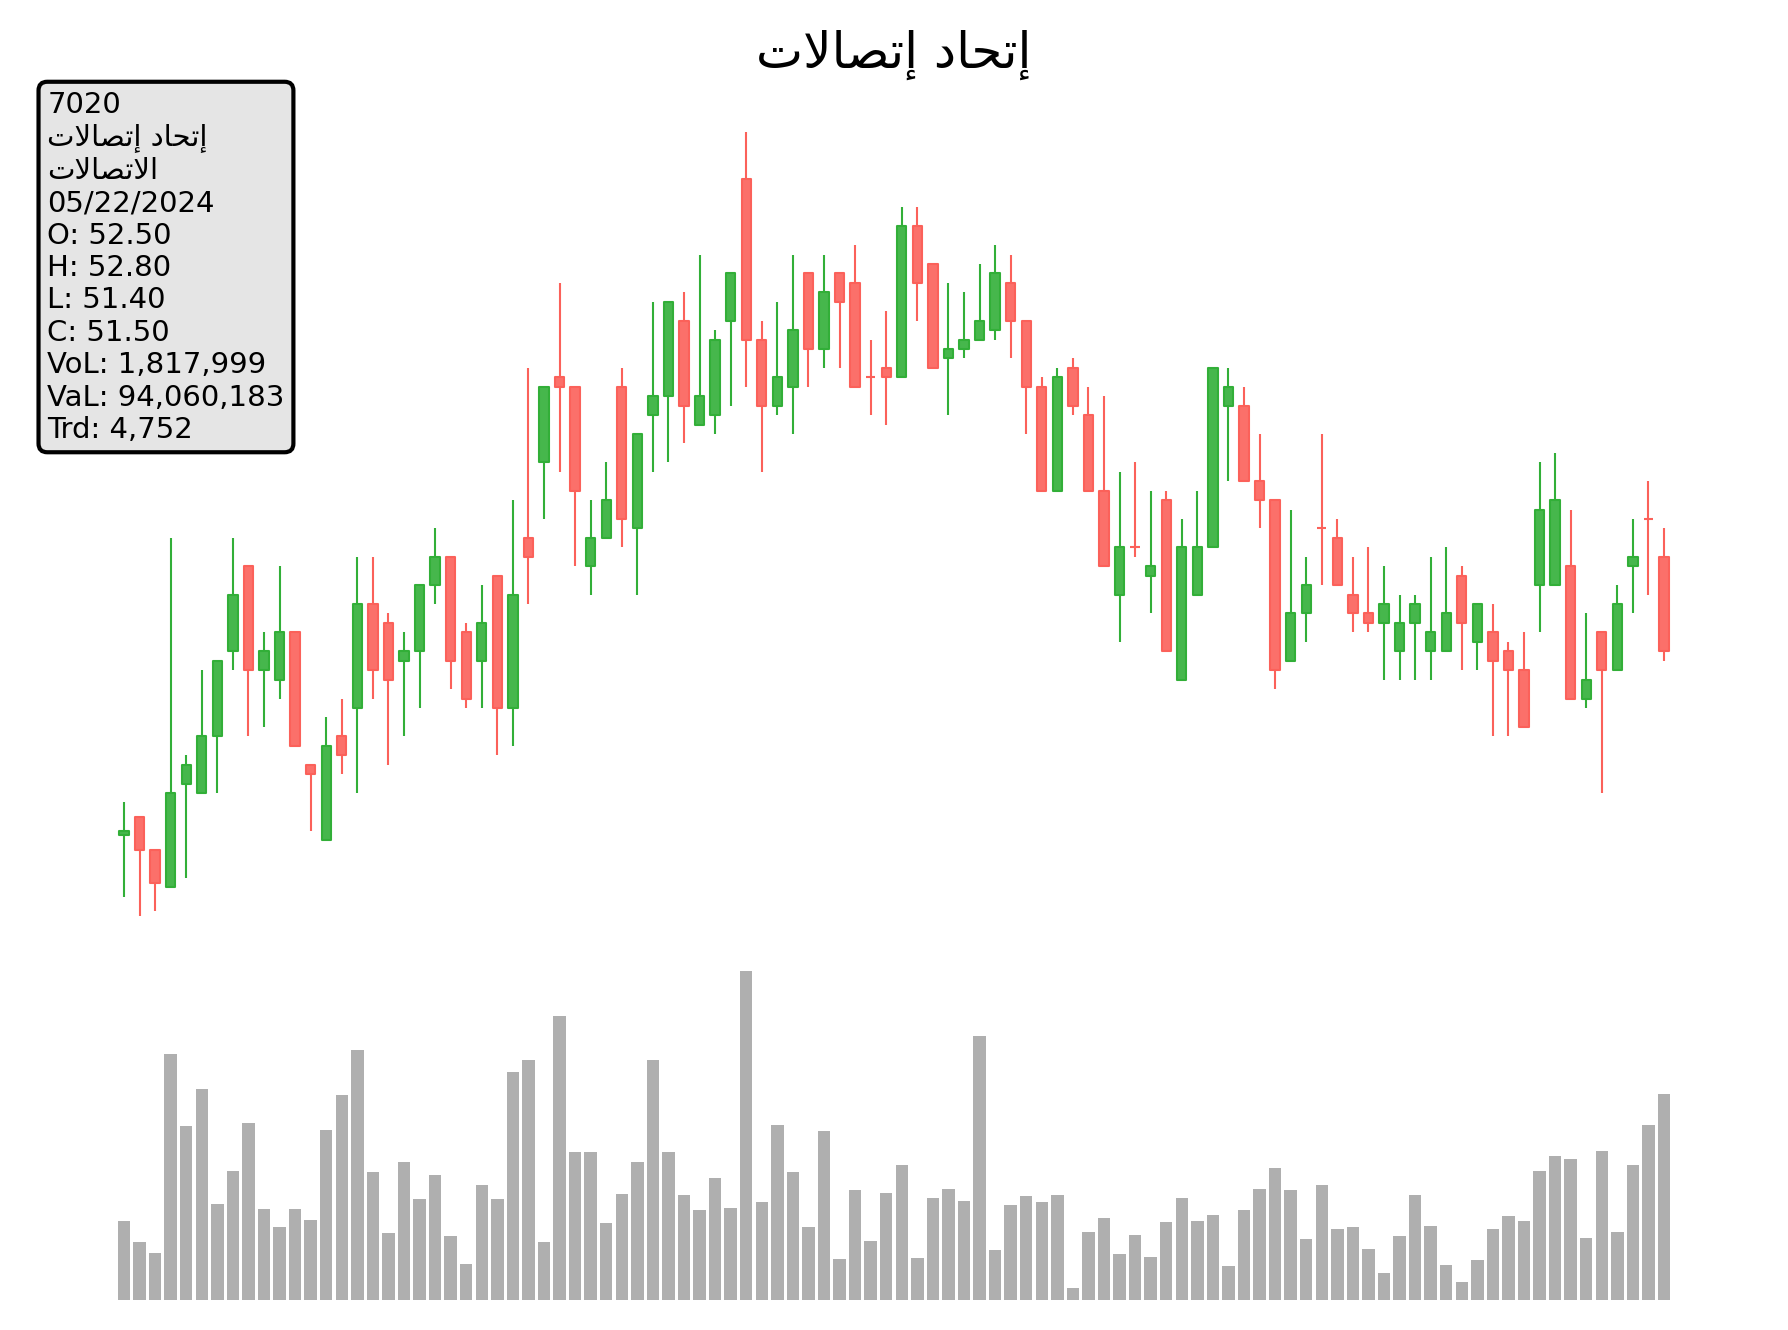 إتحاد إتصالات
7020
إتحاد إتصالات
الاتصالات
05/22/2024
O: 52.50
H: 52.80
L: 51.40
C: 51.50
VoL: 1,817,999
VaL: 94,060,183
Trd: 4,752